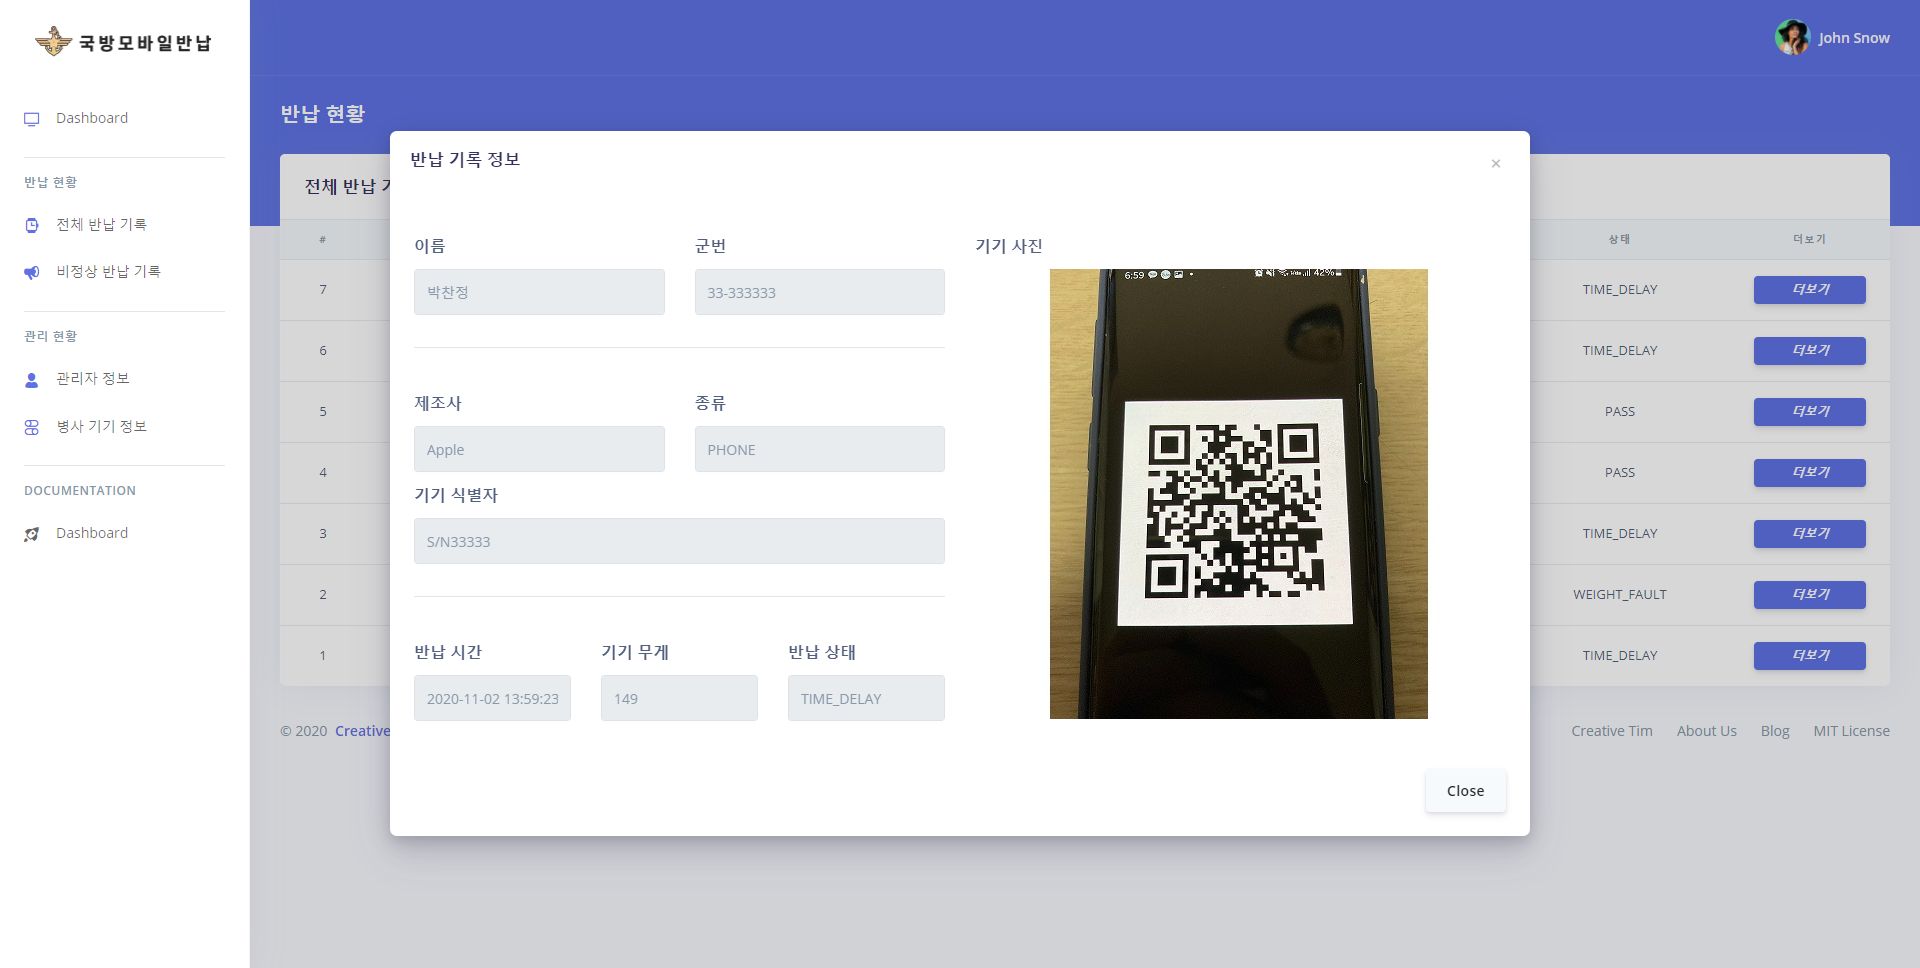 국방모바일반납
John Snow
Dashboard
반납 현황
전체 반납 기록
비정상 반납 기록
관리 현황
관리자 정보
병사 기기 정보
DOCUMENTATION
Dashboard
반납 현황
전체 반납
# 상태 더보기
7 TIME_DELAY 더보기
6 TIME_DELAY 더보기
5 PASS 더보기
4 PASS 더보기
3 TIME_DELAY 더보기
2 WEIGHT_FAULT 더보기
1 TIME_DELAY 더보기
반납 기록 정보
×
이름 군번 기기 사진
박찬정 33-333333
제조사 종류
Apple PHONE
기기 식별자
S/N33333
반납 시간 기기 무게 반납 상태
2020-11-02 13:59:23 149 TIME_DELAY
6:59 42%
Close
© 2020 Creative
Creative Tim About Us Blog MIT License